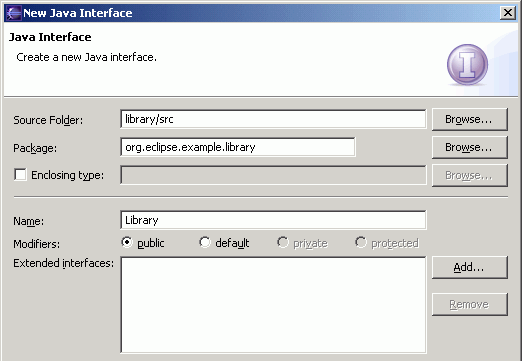 New Java Interface
Java Interface
Create a new Java interface.
I
Source Folder: library/src Browse...
Package: org.eclipse.example.library Browse...
Enclosing type: Browse...
Name: Library
Modifiers: public default private protected
Extended interfaces: Add...
Remove